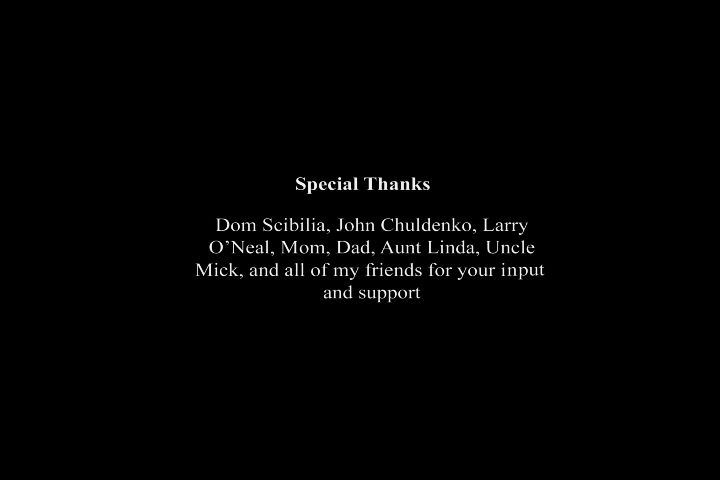 Special Thanks
Dom Scibilia, John Chuldenko, Larry
O’Neal, Mom, Dad, Aunt Linda, Uncle
Mick, and all of my friends for your input
and support